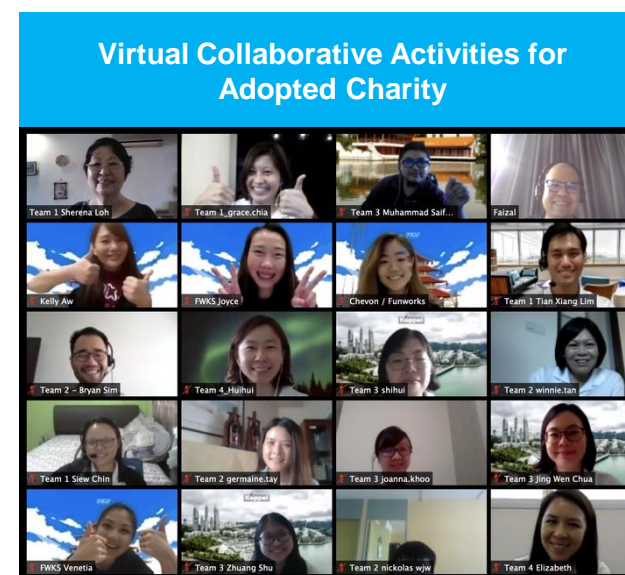 Virtual Collaborative Activities for
Adopted Charity
Team 1 Sherena Loh
Team 1_grace.chia
Team 3 Muhammad Saif...
Faizal
Kelly Aw
FWKS Joyce
Chevon / Funworks
Team 1 Tian Xiang Lim
Team 2 - Bryan Sim
Team 4_Huihui
Team 3 shihui
Team 2 winnie.tan
Team 1 Siew Chin
Team 2 germaine.tay
Team 3 joanna.khoo
Team 3 Jing Wen Chua
Keppel
FWKS Venetia
Team 3 Zhuang Shu
Team 2 nickolas wjw
Team 4 Elizabeth